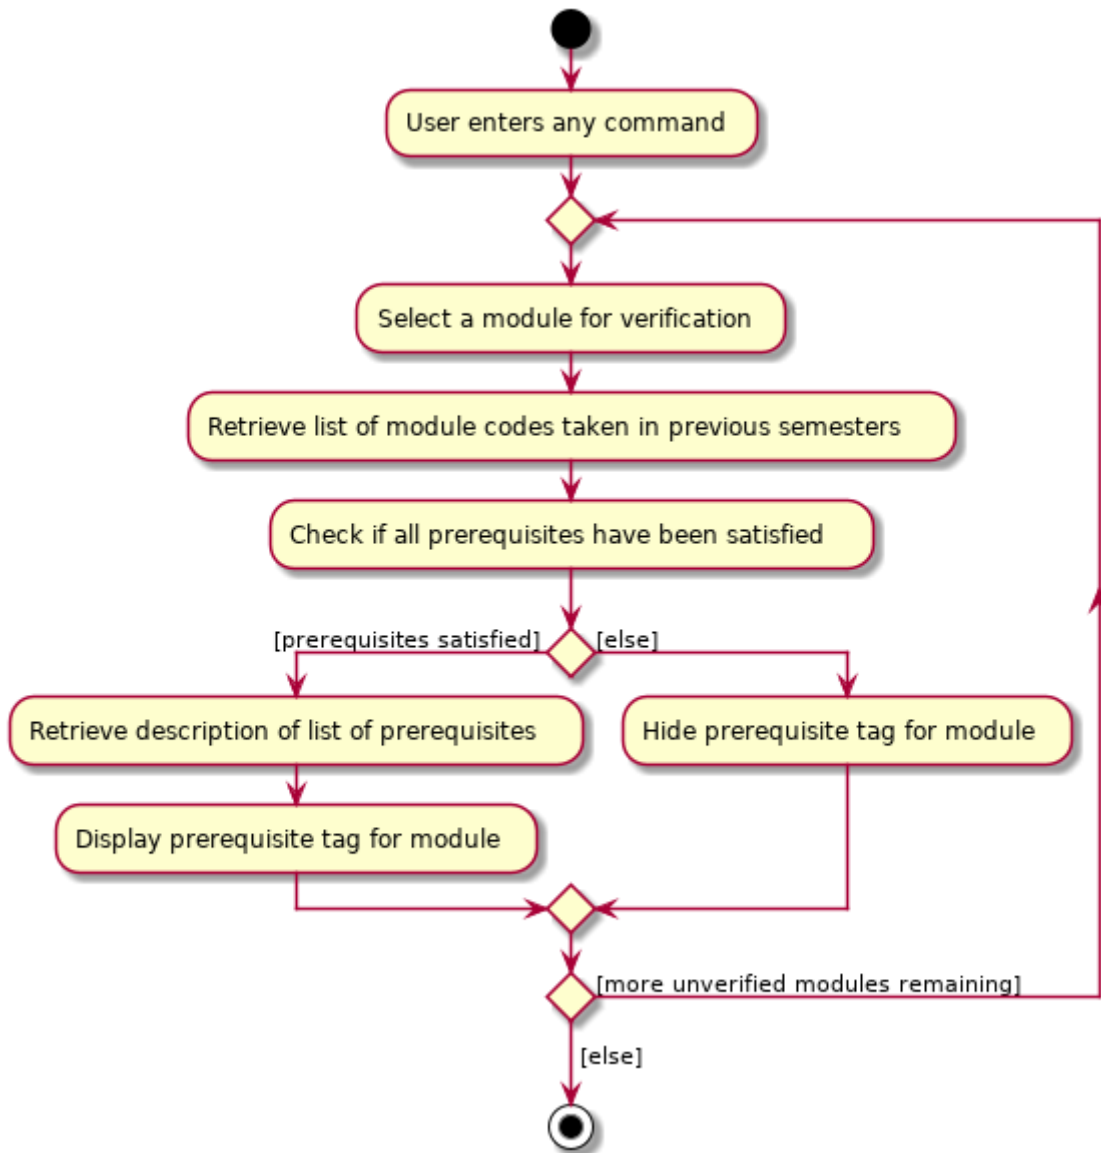 User enters any command
Select a module for verification
Retrieve list of module codes taken in previous semesters
Check if all prerequisites have been satisfied
[prerequisites satisfied]
[else]
Retrieve description of list of prerequisites
Hide prerequisite tag for module
Display prerequisite tag for module
[more unverified modules remaining]
[else]